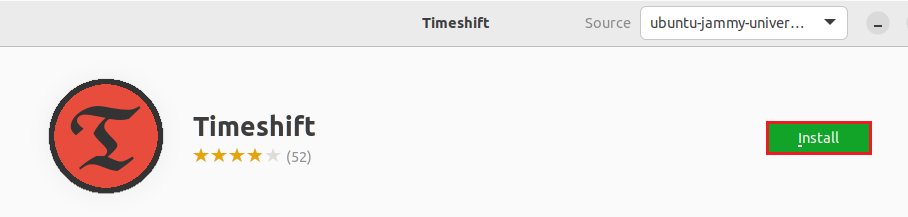 Timeshift
Source
ubuntu-jammy-univer...
Timeshift
(52)
Install